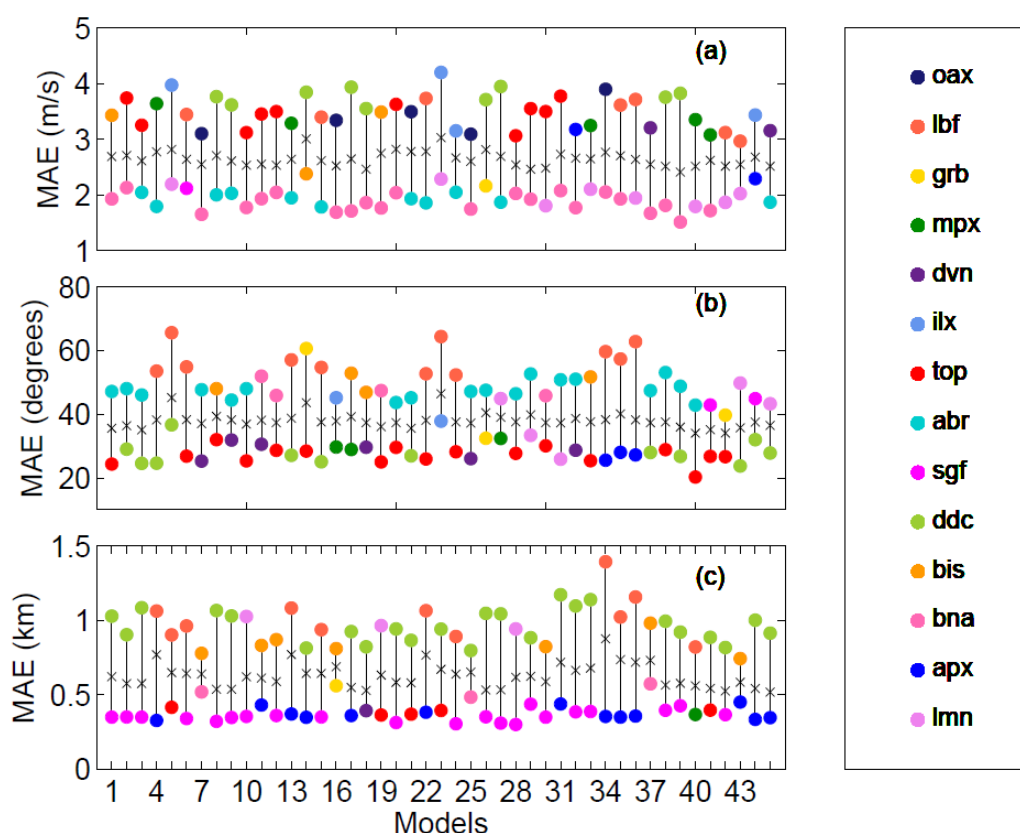 5
4
3
2
1
MAE (m/s)
(a)
80
60
40
20
MAE (degrees)
(b)
1.5
1
0.5
0
MAE (km)
(c)
1 4 7 10 13 16 19 22 25 28 31 34 37 40 43
Models
oax
lbf
grb
mpx
dvn
ilx
top
abr
sgf
ddc
bis
bna
apx
lmn